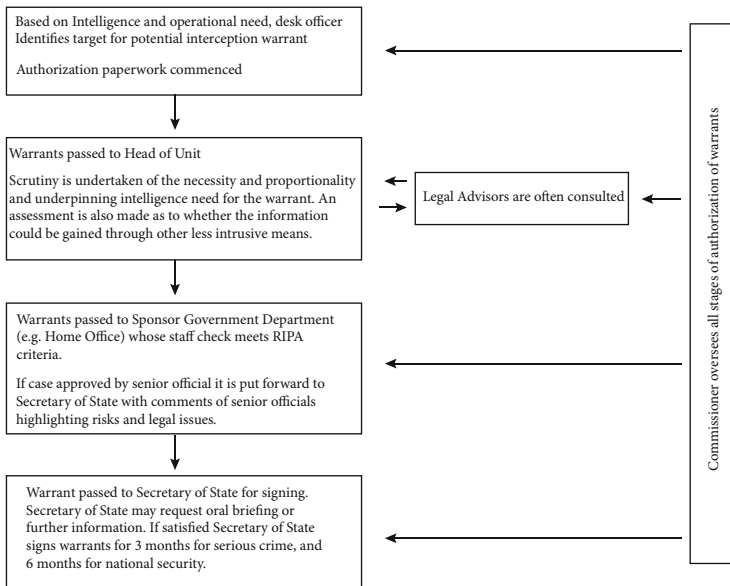 Based on Intelligence and operational need, desk officer
Identifies target for potential interception warrant
Authorization paperwork commenced
Warrants passed to Head of Unit
Scrutiny is undertaken of the necessity and proportionality
and underpinning intelligence need for the warrant. An
assessment is also made as to whether the information
could be gained through other less intrusive means.
Legal Advisors are often consulted
Warrants passed to Sponsor Government Department
(e.g. Home Office) whose staff check meets RIPA
criteria.
If case approved by senior official it is put forward to
Secretary of State with comments of senior officials
highlighting risks and legal issues.
Warrant passed to Secretary of State for signing.
Secretary of State may request oral briefing or
further information. If satisfied Secretary of State
signs warrants for 3 months for serious crime, and
6 months for national security.
Commissioner oversees all stages of authorization of warrants